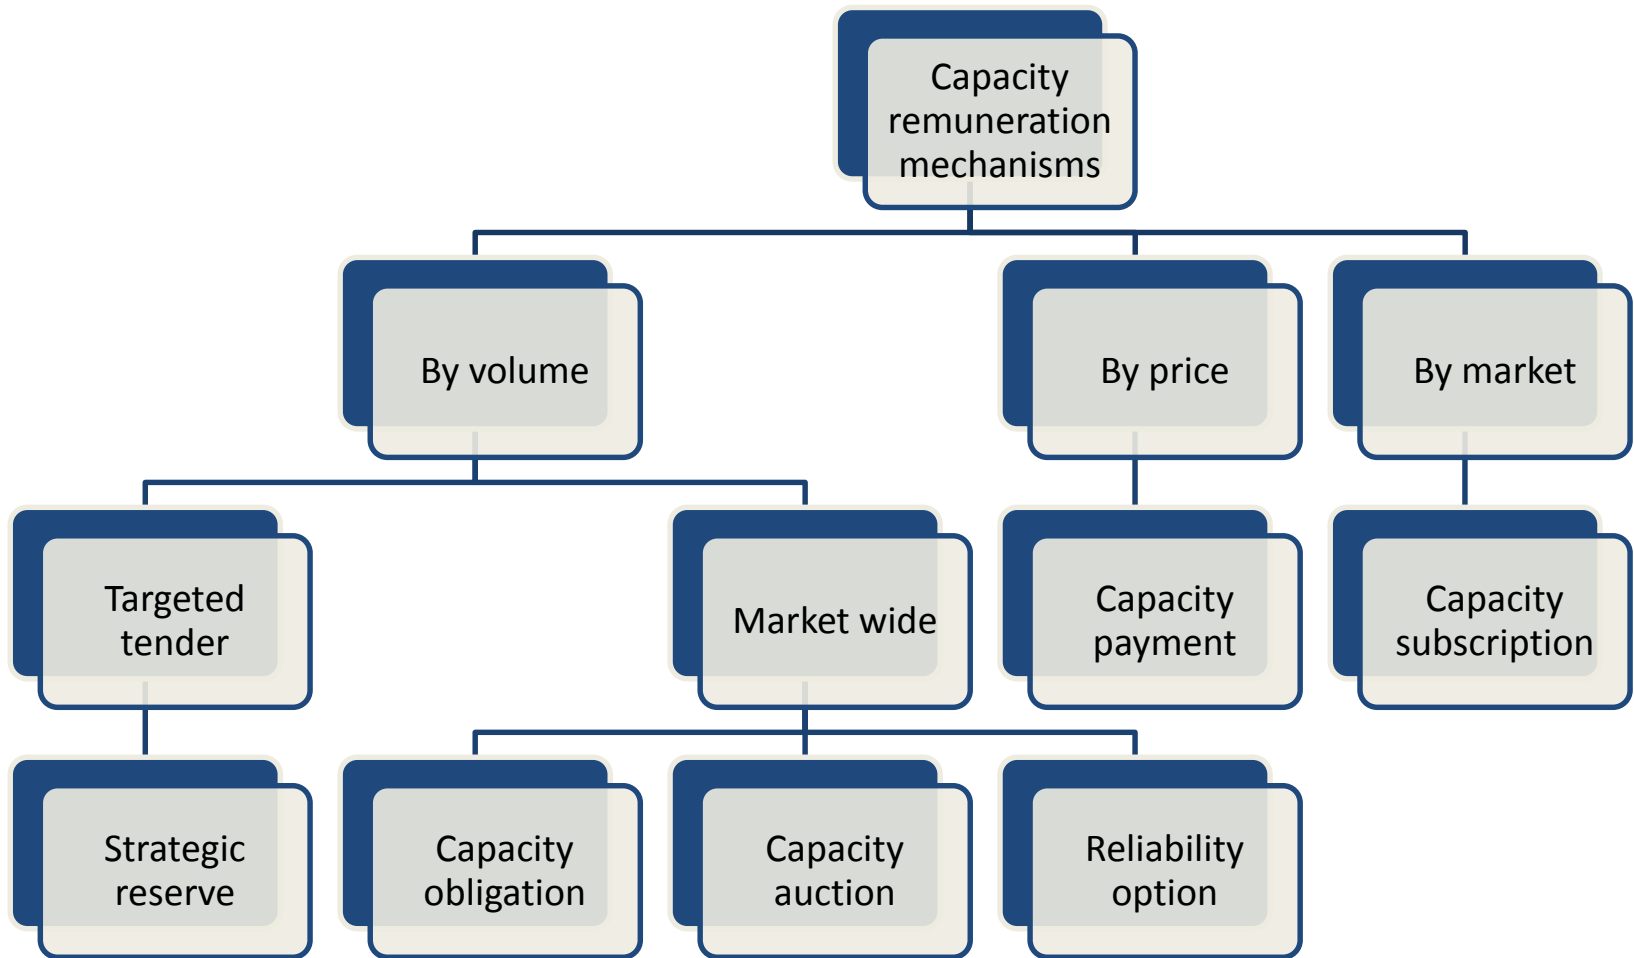 Capacity
remuneration
mechanisms
By volume
By price
By market
Targeted
tender
Market wide
Capacity
payment
Capacity
subscription
Strategic
reserve
Capacity
obligation
Capacity
auction
Reliability
option